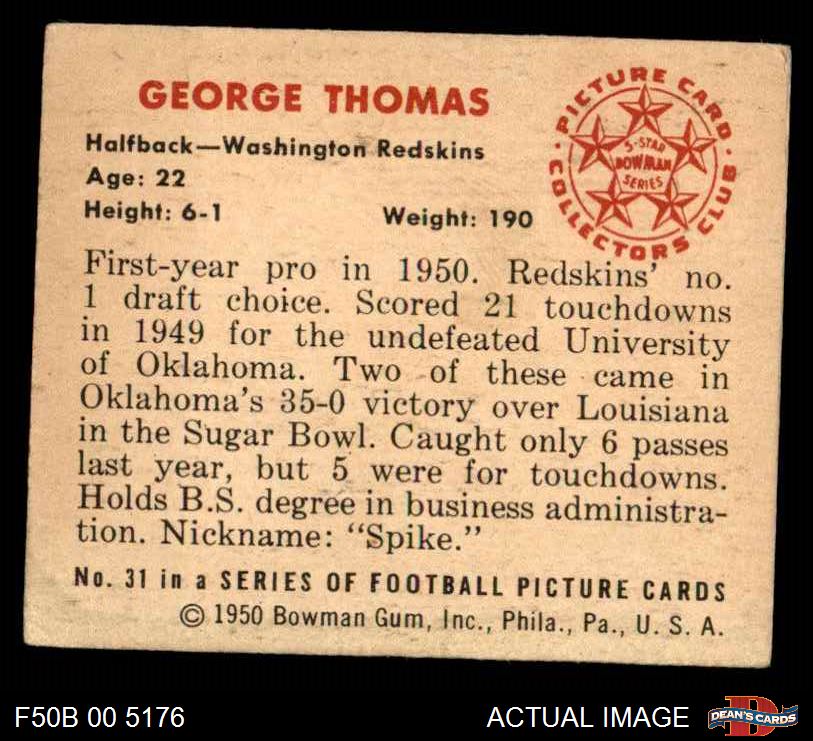 GEORGE THOMAS
Halfback—Washington Redskins
Age: 22
Height: 6-1 Weight: 190
PICTURE CARD
COLLECTORS CLUB
5-STAR
BOWMAN
SERIES
First-year pro in 1950. Redskins' no.
1 draft choice. Scored 21 touchdowns
in 1949 for the undefeated University
of Oklahoma. Two of these came in
Oklahoma's 35-0 victory over Louisiana
in the Sugar Bowl. Caught only 6 passes
last year, but 5 were for touchdowns.
Holds B.S. degree in business administra-
tion. Nickname: "Spike."
No. 31 in a SERIES OF FOOTBALL PICTURE CARDS
© 1950 Bowman Gum, Inc., Phila., Pa., U. S. A.
F50B 00 5176 ACTUAL IMAGE
D
DEAN'S CARDS